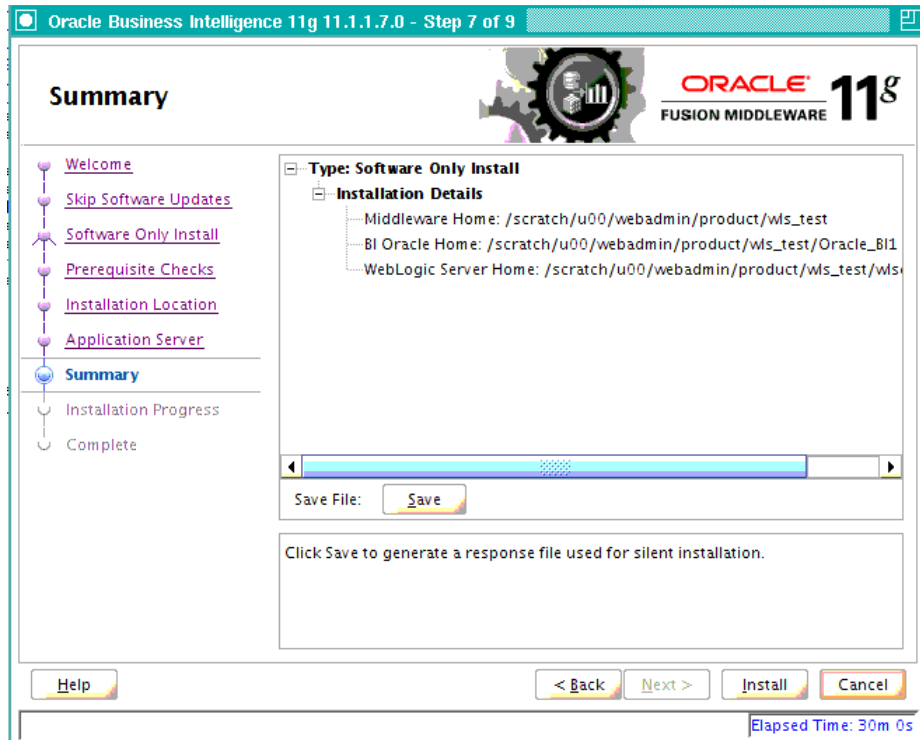 Oracle Business Intelligence 11g 11.1.1.7.0 - Step 7 of 9
Summary
ORACLE
FUSION MIDDLEWARE
11g
Welcome
Skip Software Updates
Software Only Install
Prerequisite Checks
Installation Location
Application Server
Summary
Installation Progress
Complete
Type: Software Only Install
Installation Details
Middleware Home: /scratch/u00/webadmin/product/wls_test
BI Oracle Home: /scratch/u00/webadmin/product/wls_test/Oracle_BI1
WebLogic Server Home: /scratch/u00/webadmin/product/wls_test/wls
Save File:
Save
Click Save to generate a response file used for silent installation.
Help
< Back
Next >
Install
Cancel
Elapsed Time: 30m 0s